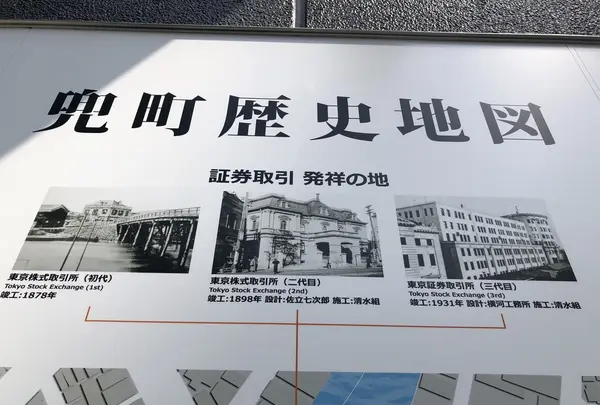 兜町歴史地図
証券取引 発祥の地
東京株式取引所（初代）
Tokyo Stock Exchange (1st)
竣工:1878年
東京株式取引所（二代目）
Tokyo Stock Exchange (2nd)
竣工:1898年 設計:佐立七次郎 施工:清水組
東京証券取引所（三代目）
Tokyo Stock Exchange (3rd)
竣工:1931年 設計:横河工務所 施工:清水組